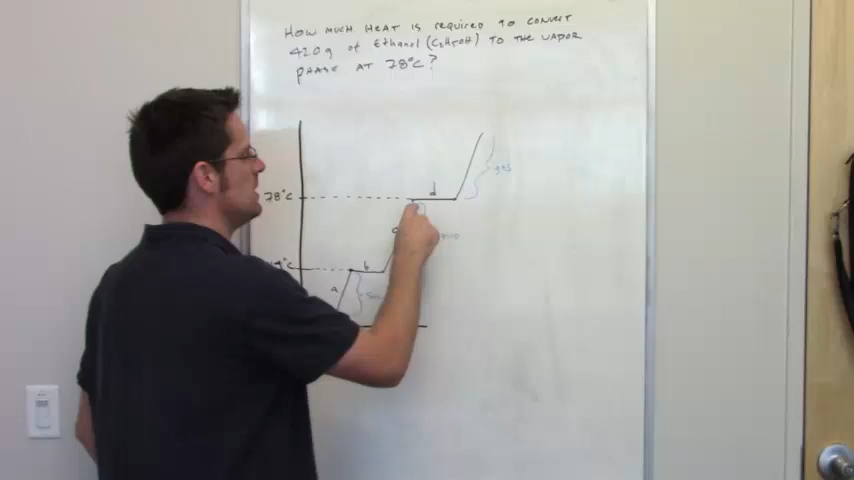 HOW MUCH HEAT IS required TO CONVERT
420g of Ethanol (C2H5OH) TO THE VAPOR
PHASE AT 78°C?
gas
d
78°C
b
a